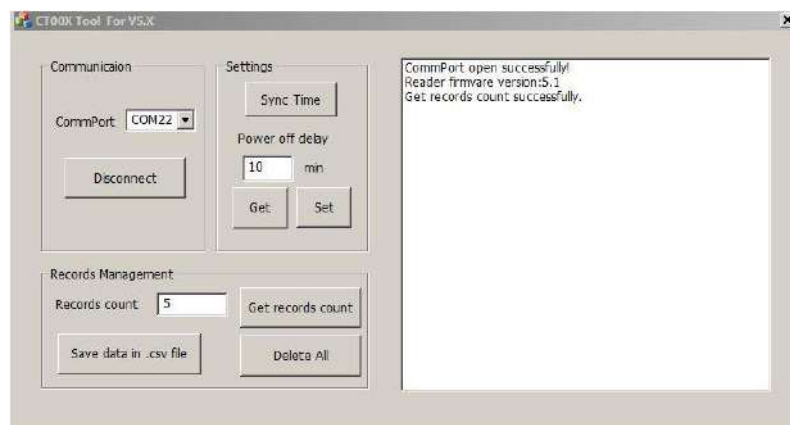 CT00X Tool For V5.X
Communicaion
CommPort
COM22
Disconnect
Settings
Sync Time
Power off delay
10
min
Get
Set
Records Management
Records count
5
Get records count
Save data in .csv file
Delete All
CommPort open successfully!
Reader firmware version:5.1
Get records count successfully.